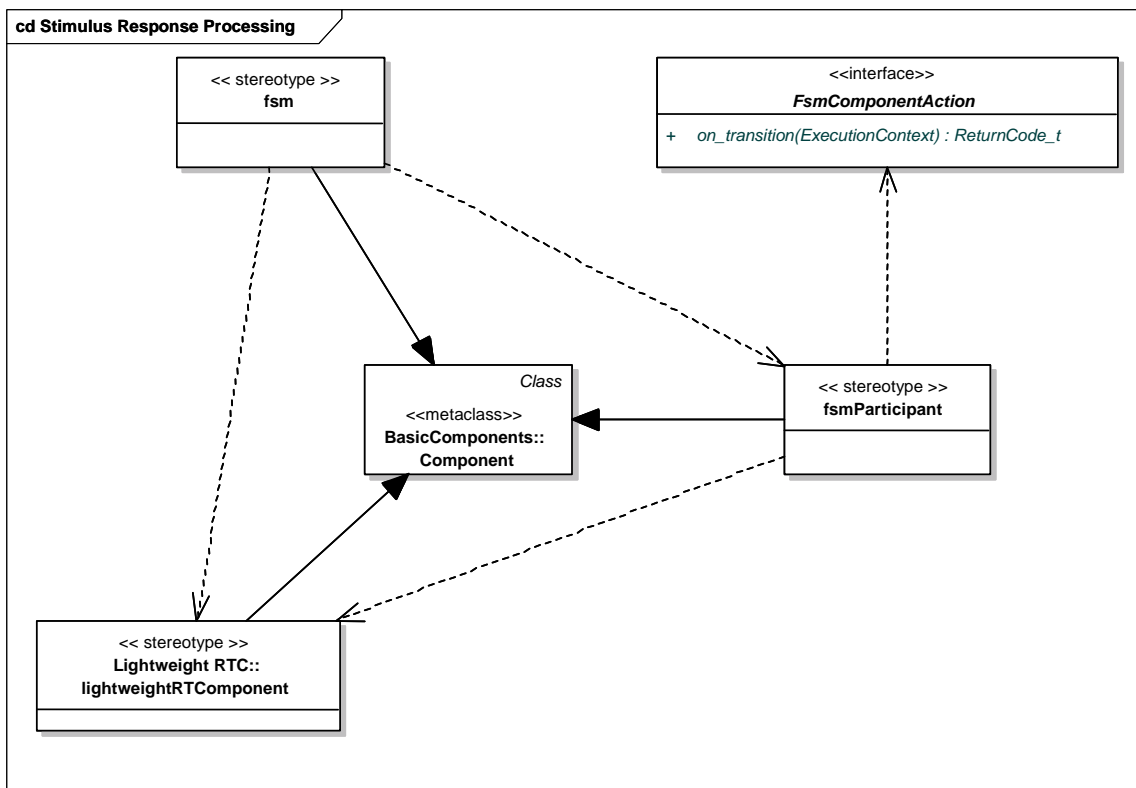 cd Stimulus Response Processing
<< stereotype >>
fsm
<<interface>>
FsmComponentAction
+ on_transition(ExecutionContext) : ReturnCode_t
Class
<<metaclass>>
BasicComponents::
Component
<< stereotype >>
fsmParticipant
<< stereotype >>
Lightweight RTC::
lightweightRTComponent